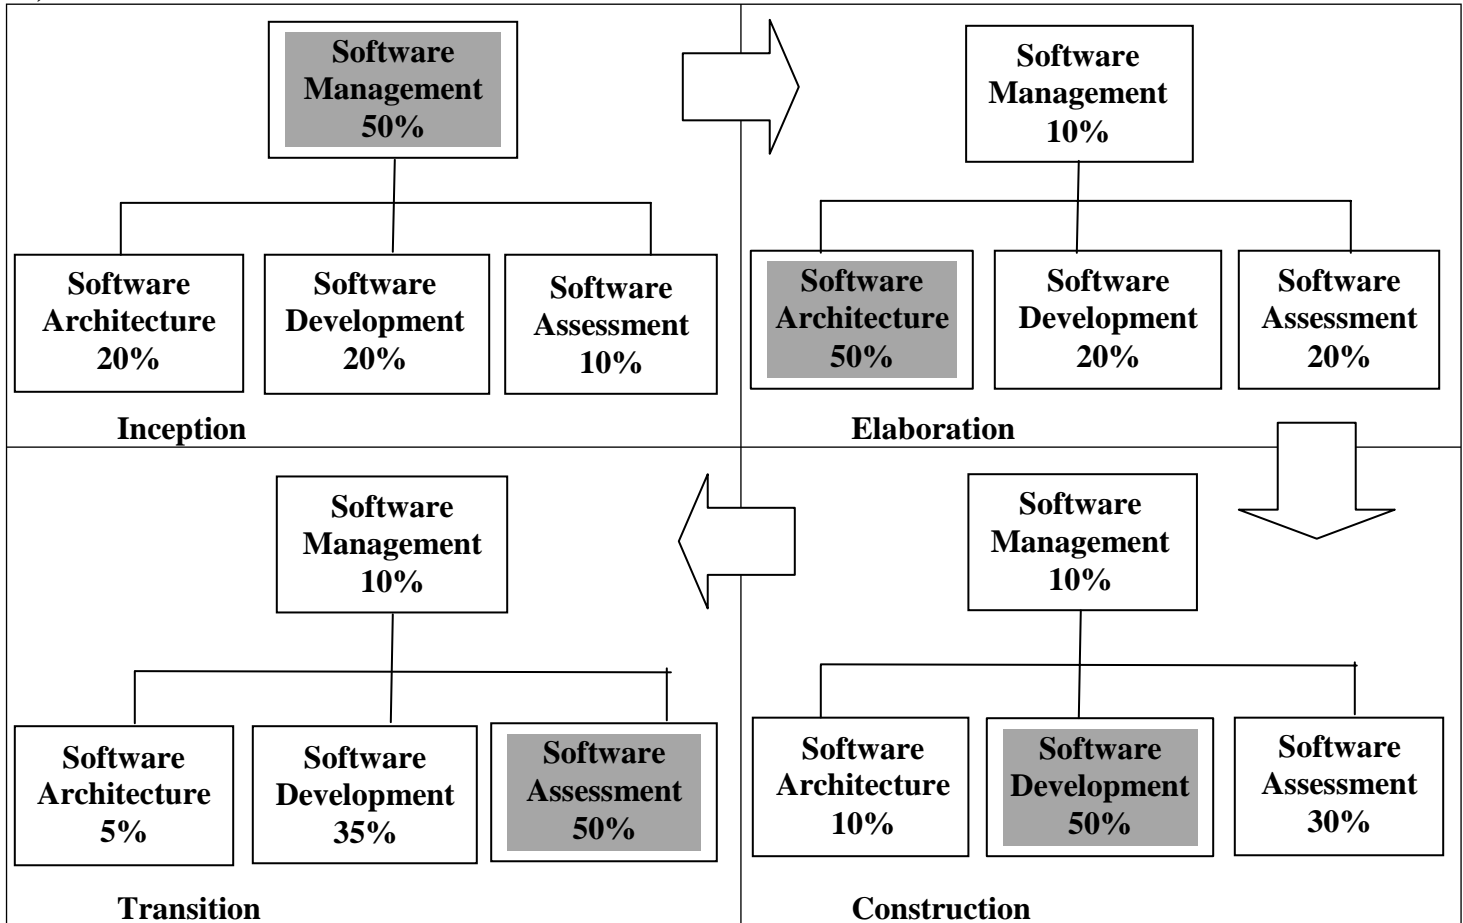 Software
Management
50%
Software
Architecture
20%
Software
Development
20%
Software
Assessment
10%
Inception
Software
Management
10%
Software
Architecture
50%
Software
Development
20%
Software
Assessment
20%
Elaboration
Software
Management
10%
Software
Architecture
5%
Software
Development
35%
Software
Assessment
50%
Transition
Software
Management
10%
Software
Architecture
10%
Software
Development
50%
Software
Assessment
30%
Construction